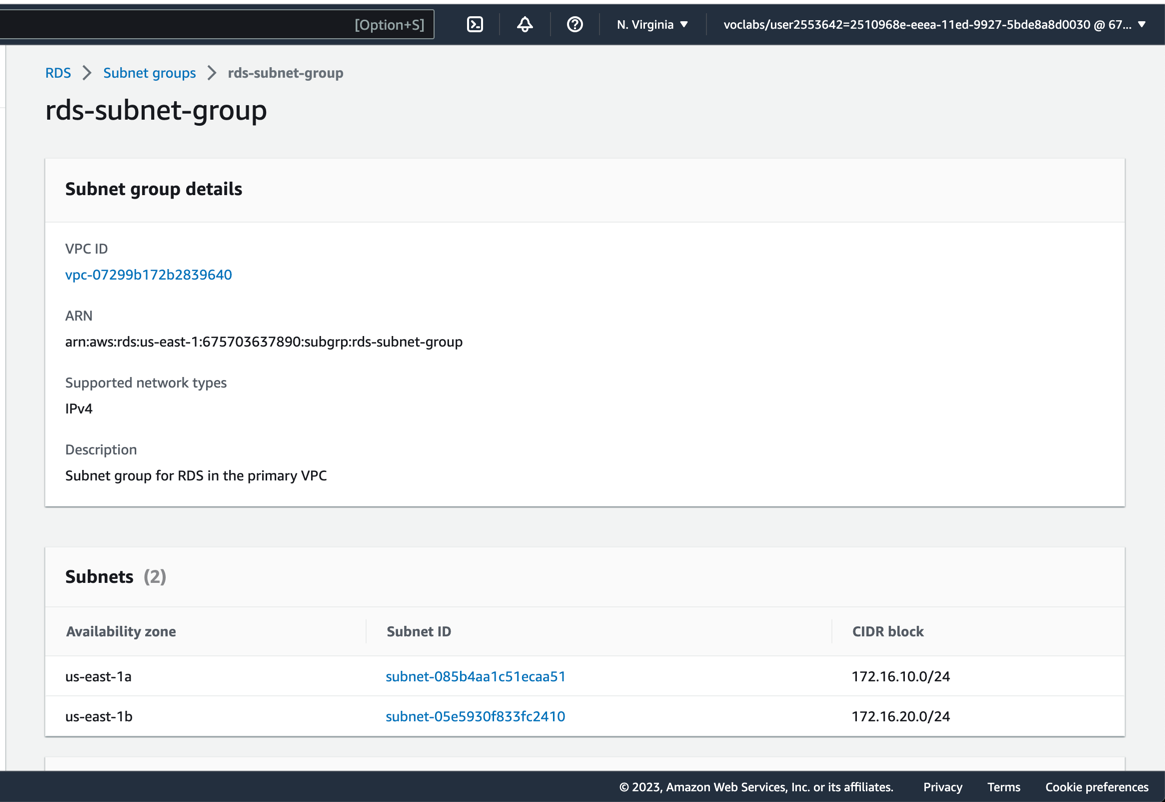 [Option+S] N. Virginia ▼ voclabs/user2553642=2510968e-eeea-11ed-9927-5bde8a8d0030 @ 67... ▼
RDS > Subnet groups > rds-subnet-group
rds-subnet-group
Subnet group details
VPC ID
vpc-07299b172b2839640
ARN
arn:aws:rds:us-east-1:675703637890:subgrp:rds-subnet-group
Supported network types
IPv4
Description
Subnet group for RDS in the primary VPC
Subnets (2)
Availability zone Subnet ID CIDR block
us-east-1a subnet-085b4aa1c51ecaa51 172.16.10.0/24
us-east-1b subnet-05e5930f833fc2410 172.16.20.0/24
© 2023, Amazon Web Services, Inc. or its affiliates. Privacy Terms Cookie preferences